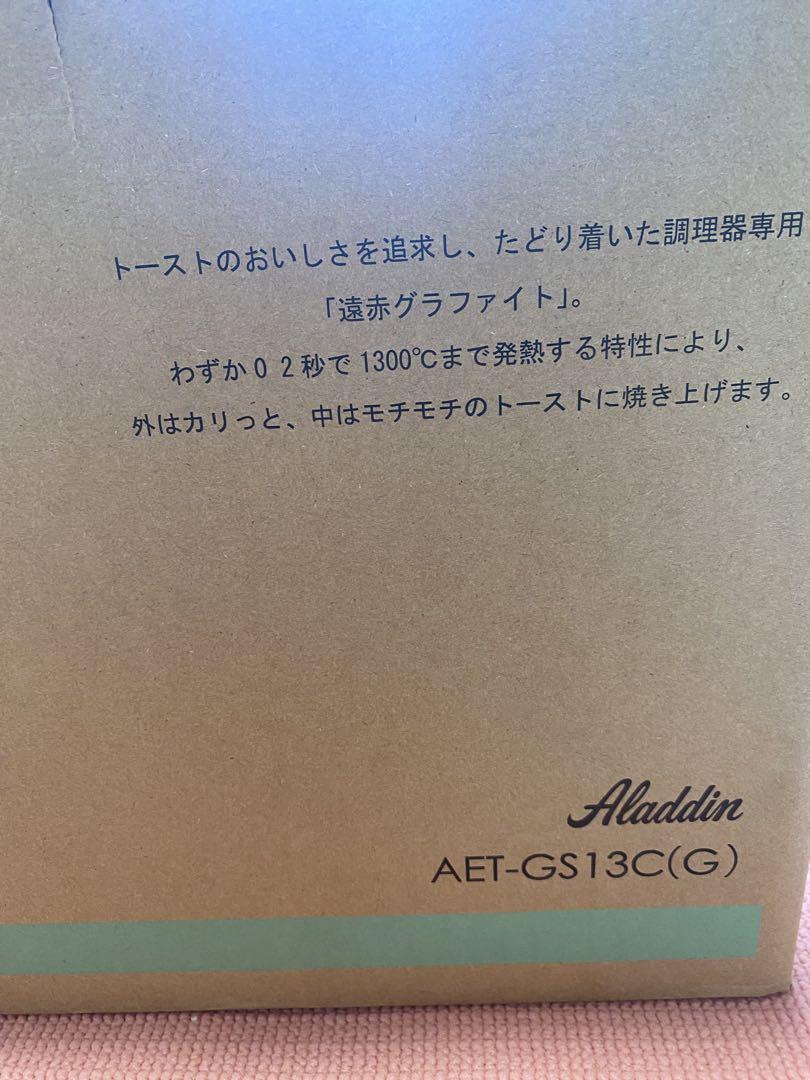 トーストのおいしさを追求し、たどり着いた調理器専用
「遠赤グラファイト」。
わずか0 2秒で1300℃まで発熱する特性により、
外はカリっと、中はモチモチのトーストに焼き上げます。
Aladdin
AET-GS13C(G)